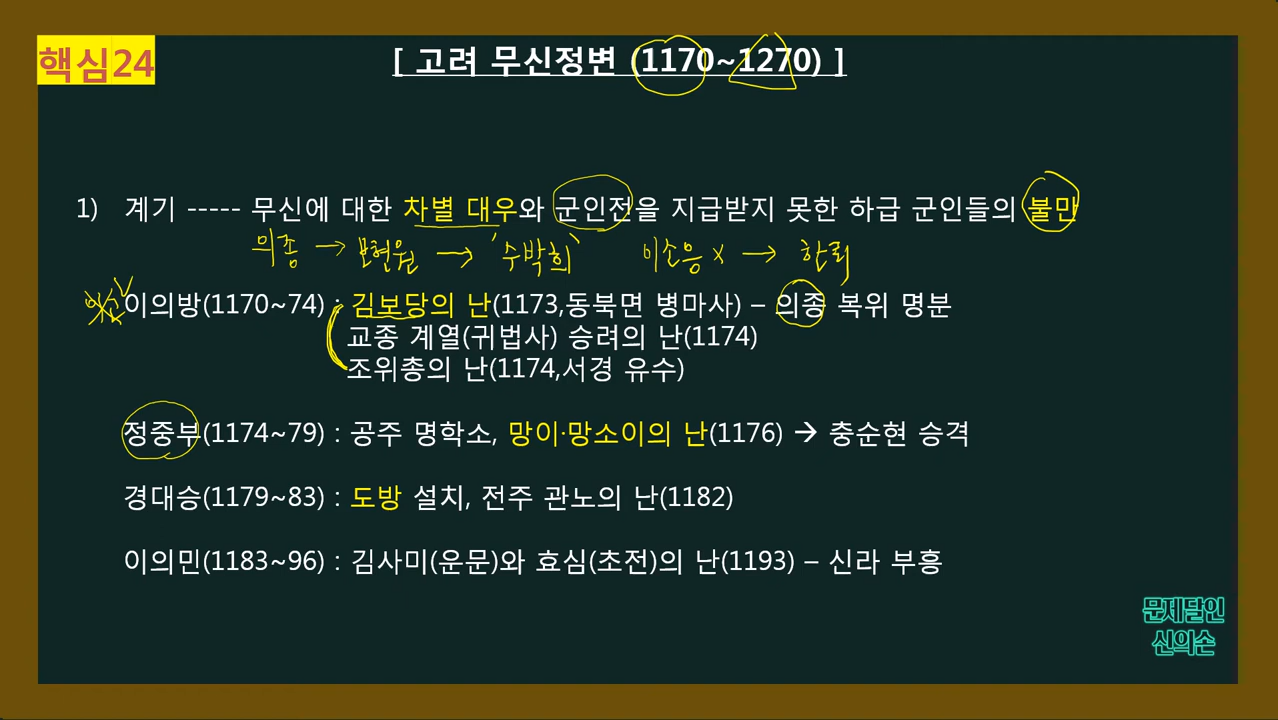 핵심24
[ 고려 무신정변 (1170~1270) ]
1) 계기 ----- 무신에 대한 차별 대우와 군인전을 지급받지 못한 하급 군인들의 불만
의종 → 보현원 → '수박희' 이소응 x → 한뢰
이의방(1170~74) : 김보당의 난(1173,동북면 병마사) – 의종 복위 명분
교종 계열(귀법사) 승려의 난(1174)
조위총의 난(1174,서경 유수)
정중부(1174~79) : 공주 명학소, 망이·망소이의 난(1176) → 충순현 승격
경대승(1179~83) : 도방 설치, 전주 관노의 난(1182)
이의민(1183~96) : 김사미(운문)와 효심(초전)의 난(1193) – 신라 부흥
문제달인
신의손